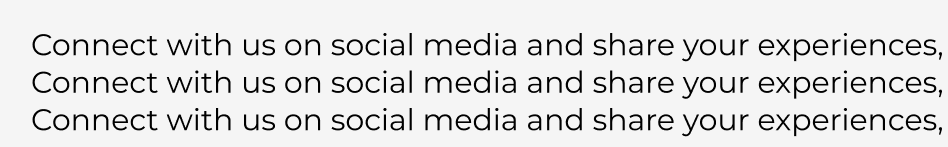 Connect with us on social media and share your experiences,
Connect with us on social media and share your experiences,
Connect with us on social media and share your experiences,